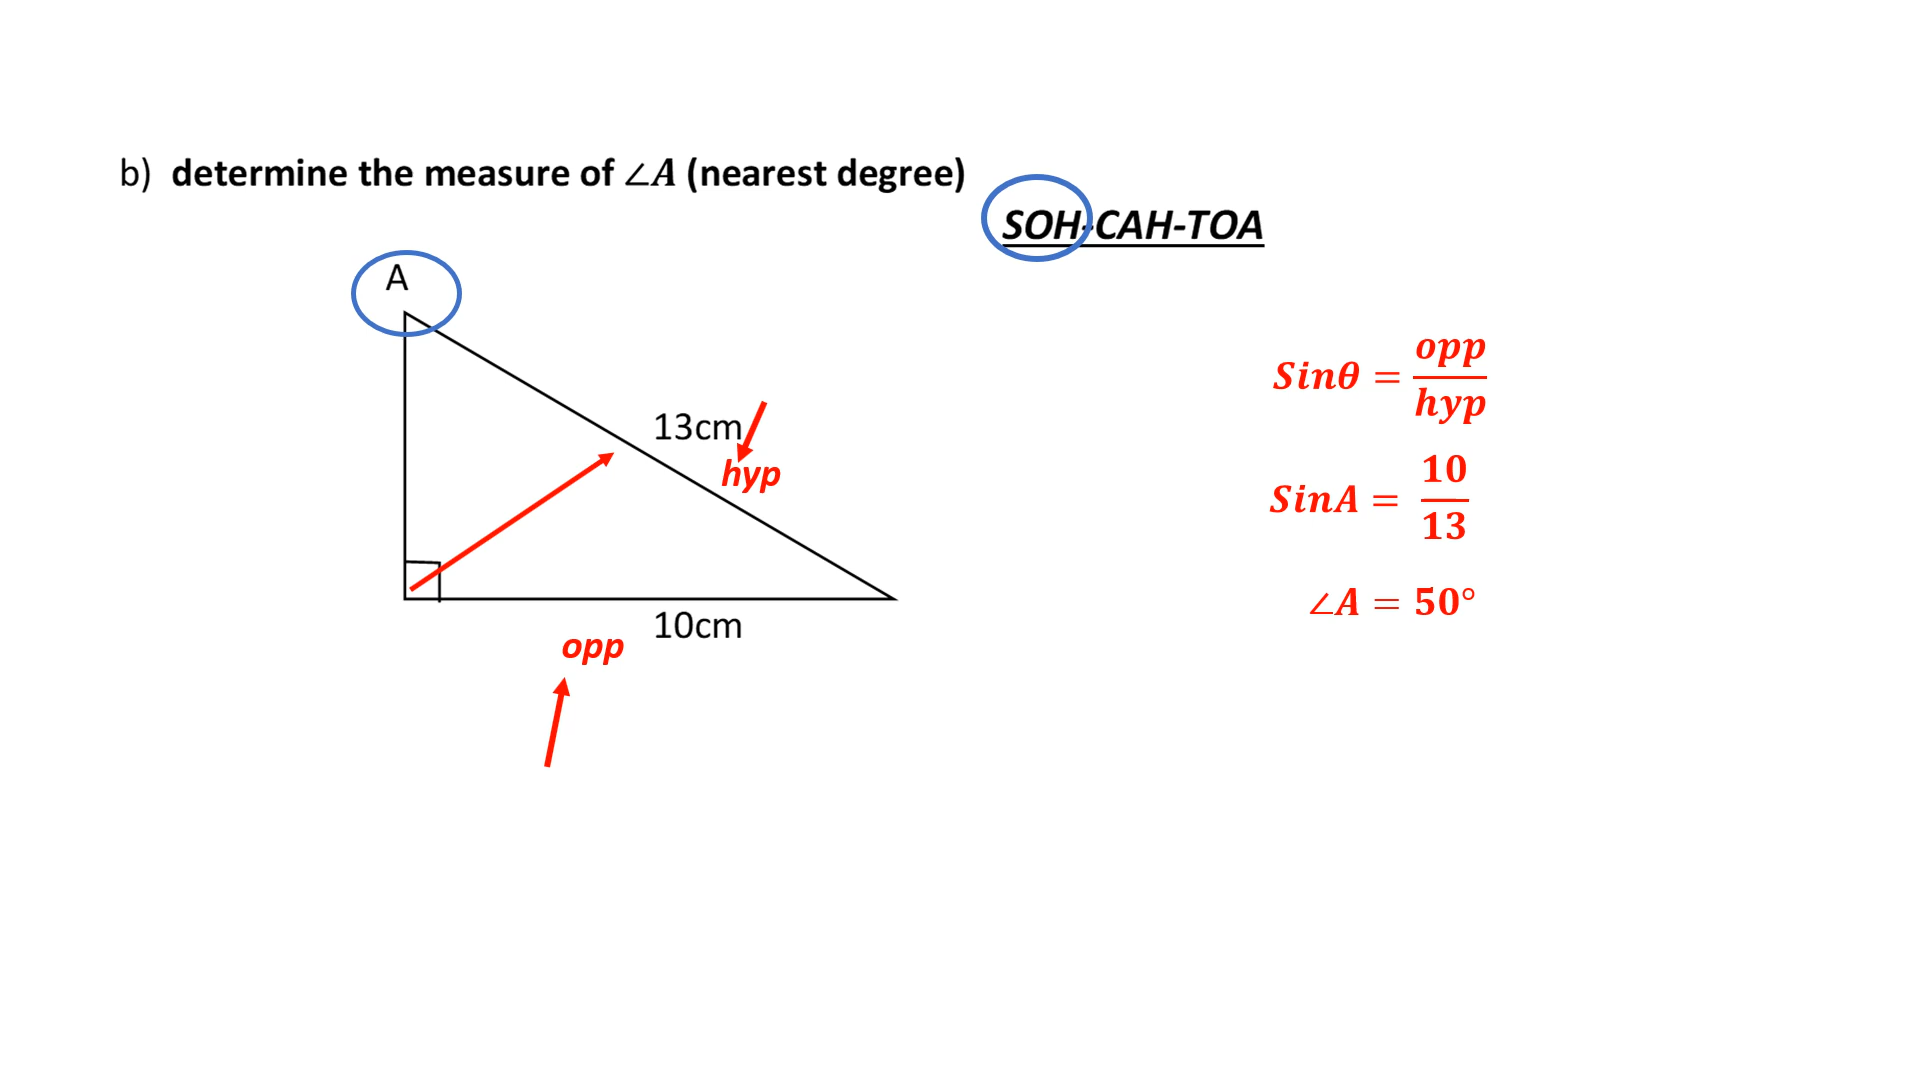 b) determine the measure of ∠A (nearest degree)
SOH-CAH-TOA
A
13cm
hyp
10cm
opp
Sinθ = opp/hyp
SinA = 10/13
∠A = 50°